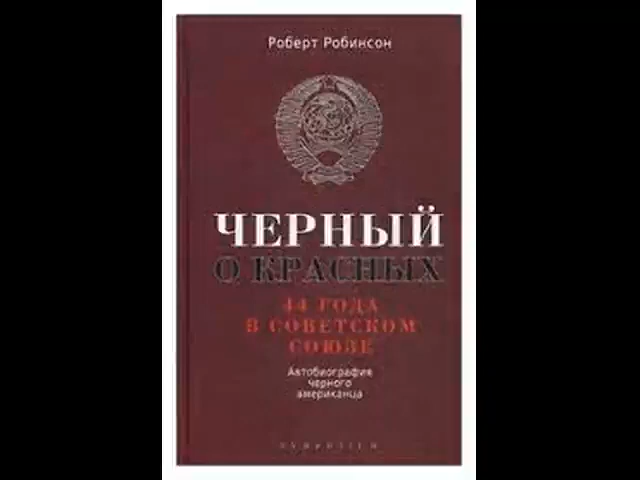 Роберт Робинсон
ЧЕРНЫЙ
О КРАСНЫХ
44 ГОДА
В СОВЕТСКОМ
СОЮЗЕ
Автобиография
черного
американца